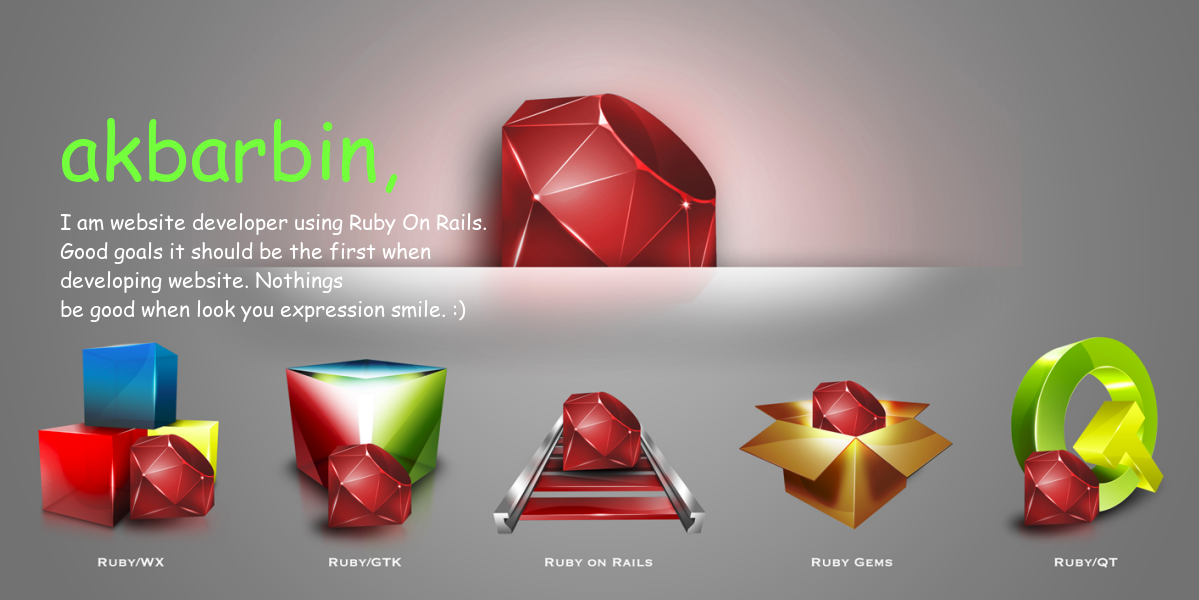 akbarbin,
I am website developer using Ruby On Rails.
Good goals it should be the first when
developing website. Nothings
be good when look you expression smile. :)
Ruby/WX
Ruby/GTK
Ruby on Rails
Ruby Gems
Ruby/QT